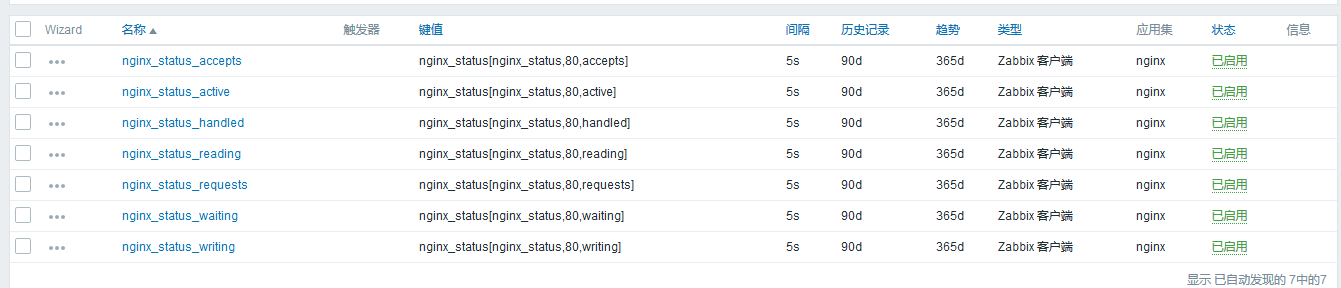 Wizard 名称 触发器 键值 间隔 历史记录 趋势 类型 应用集 状态 信息
nginx_status_accepts nginx_status[nginx_status,80,accepts] 5s 90d 365d Zabbix 客户端 nginx 已启用
nginx_status_active nginx_status[nginx_status,80,active] 5s 90d 365d Zabbix 客户端 nginx 已启用
nginx_status_handled nginx_status[nginx_status,80,handled] 5s 90d 365d Zabbix 客户端 nginx 已启用
nginx_status_reading nginx_status[nginx_status,80,reading] 5s 90d 365d Zabbix 客户端 nginx 已启用
nginx_status_requests nginx_status[nginx_status,80,requests] 5s 90d 365d Zabbix 客户端 nginx 已启用
nginx_status_waiting nginx_status[nginx_status,80,waiting] 5s 90d 365d Zabbix 客户端 nginx 已启用
nginx_status_writing nginx_status[nginx_status,80,writing] 5s 90d 365d Zabbix 客户端 nginx 已启用
显示 已自动发现的 7中的7